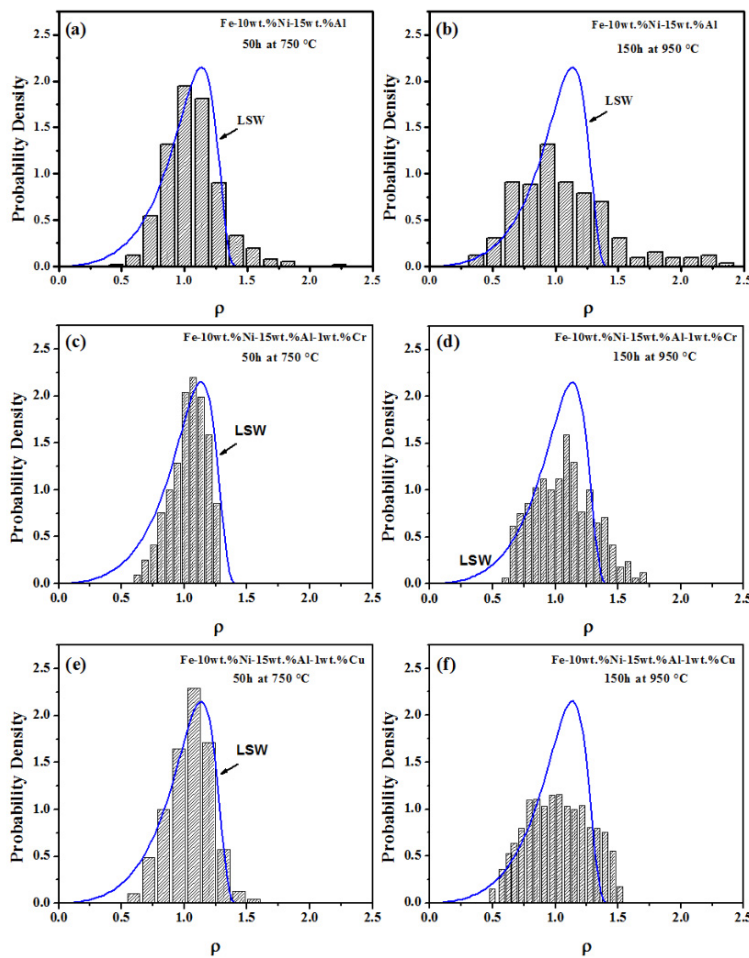 (a)
Fe-10wt.%Ni-15wt.%Al
50h at 750 °C
LSW
Probability Density
2.5
2.0
1.5
1.0
0.5
0.0
0.0 0.5 1.0 1.5 2.0 2.5
ρ
(b)
Fe-10wt.%Ni-15wt.%Al
150h at 950 °C
LSW
Probability Density
2.5
2.0
1.5
1.0
0.5
0.0
0.0 0.5 1.0 1.5 2.0 2.5
ρ
(c)
Fe-10wt.%Ni-15wt.%Al-1wt.%Cr
50h at 750 °C
LSW
Probability Density
2.5
2.0
1.5
1.0
0.5
0.0
0.0 0.5 1.0 1.5 2.0 2.5
ρ
(d)
Fe-10wt.%Ni-15wt.%Al-1wt.%Cr
150h at 950 °C
LSW
Probability Density
2.5
2.0
1.5
1.0
0.5
0.0
0.0 0.5 1.0 1.5 2.0 2.5
ρ
(e)
Fe-10wt.%Ni-15wt.%Al-1wt.%Cu
50h at 750 °C
LSW
Probability Density
2.5
2.0
1.5
1.0
0.5
0.0
0.0 0.5 1.0 1.5 2.0 2.5
ρ
(f)
Fe-10wt.%Ni-15wt.%Al-1wt.%Cu
150h at 950 °C
Probability Density
2.5
2.0
1.5
1.0
0.5
0.0
0.0 0.5 1.0 1.5 2.0 2.5
ρ